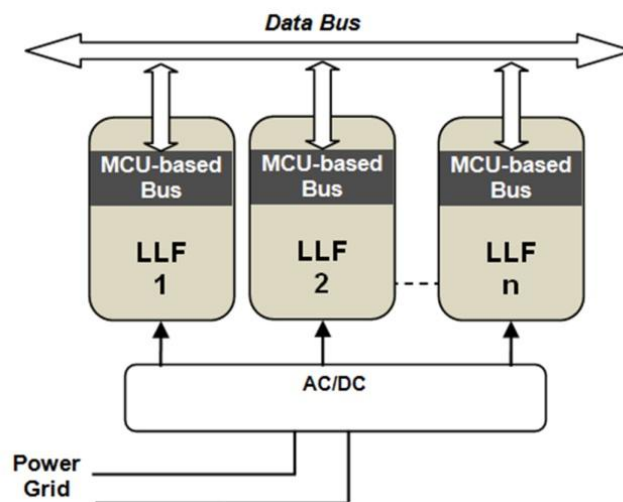 Data Bus
MCU-based
Bus
LLF
1
MCU-based
Bus
LLF
2
MCU-based
Bus
LLF
n
AC/DC
Power
Grid